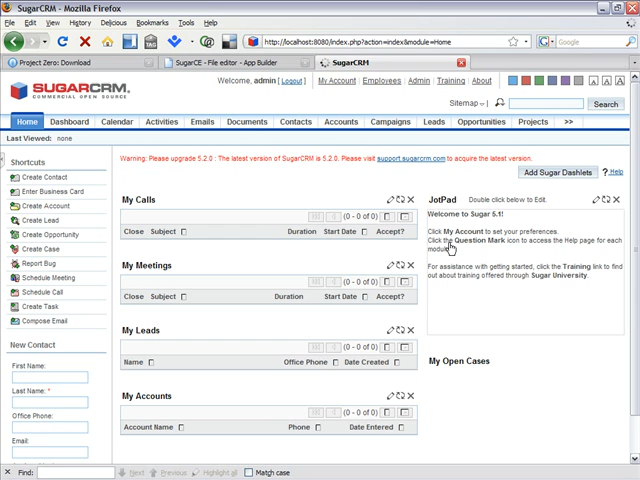 SugarCRM - Mozilla Firefox
File Edit View History Bookmarks Tools Help
http://localhost:8080/index.php?action=index&module=Home
Google
Project Zero: Download
SugarCE - File editor - App Builder
SugarCRM
SUGARCRM
COMMERCIAL OPEN SOURCE
Welcome, admin [ Logout ]
My Account | Employees | Admin | Training | About
A A A
Sitemap
Search
Home Dashboard Calendar Activities Emails Documents Contacts Accounts Campaigns Leads Opportunities Projects >>
Last Viewed: none
Shortcuts
Create Contact
Enter Business Card
Create Account
Create Lead
Create Opportunity
Create Case
Report Bug
Schedule Meeting
Schedule Call
Create Task
Compose Email
New Contact
First Name:
Last Name: *
Office Phone:
Email:
Warning: Please upgrade 5.2.0 : The latest version of SugarCRM is 5.2.0. Please visit support.sugarcrm.com to acquire the latest version.
Add Sugar Dashlets
Help
My Calls
(0 - 0 of 0)
Close Subject Duration Start Date Accept?
My Meetings
(0 - 0 of 0)
Close Subject Duration Start Date Accept?
My Leads
(0 - 0 of 0)
Name Office Phone Date Created
My Accounts
(0 - 0 of 0)
Account Name Phone Date Entered
JotPad Double click below to Edit.
Welcome to Sugar 5.1!
Click My Account to set your preferences.
Click the Question Mark icon to access the Help page for each
For assistance with getting started, click the Training link to find
out about training offered through Sugar University.
My Open Cases
Find: Next Previous Highlight all Match case